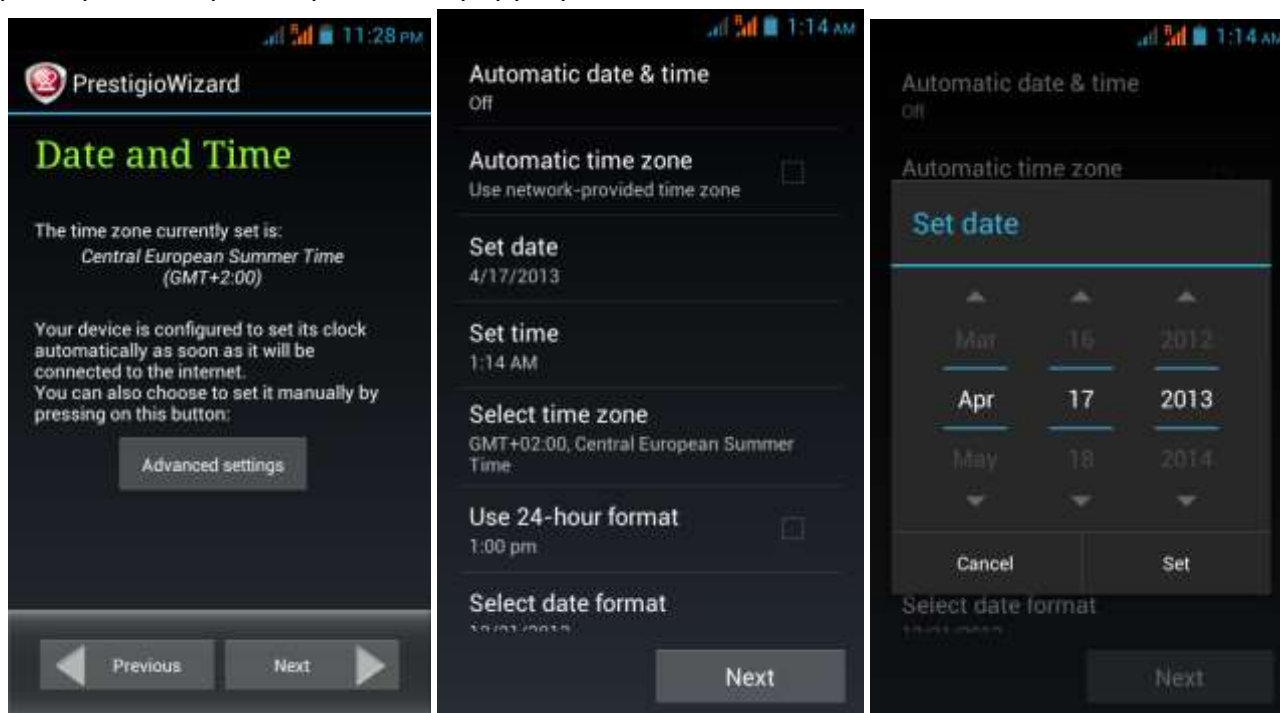 11:28 PM
PrestigioWizard
Date and Time
The time zone currently set is:
Central European Summer Time
(GMT+2:00)
Your device is configured to set its clock
automatically as soon as it will be
connected to the internet.
You can also choose to set it manually by
pressing on this button:
Advanced settings
Previous
Next
1:14 AM
Automatic date & time
Off
Automatic time zone
Use network-provided time zone
Set date
4/17/2013
Set time
1:14 AM
Select time zone
GMT+02:00, Central European Summer
Time
Use 24-hour format
1:00 pm
Select date format
12/31/2013
Next
1:14 AM
Automatic date & time
Off
Automatic time zone
Set date
Mar 16 2012
Apr 17 2013
May 18 2014
Cancel Set
Select date format
Next